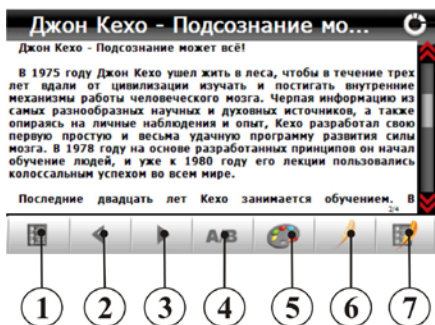 Джон Кехо - Подсознание мо...
Джон Кехо - Подсознание может всё!
В 1975 году Джон Кехо ушел жить в леса, чтобы в течение трех
лет вдали от цивилизации изучать и постигать внутренние
механизмы работы человеческого мозга. Черпая информацию из
самых разнообразных научных и духовных источников, а также
опираясь на личные наблюдения и опыт, Кехо разработал свою
первую простую и весьма удачную программу развития силы
мозга. В 1978 году на основе разработанных принципов он начал
обучение людей, и уже к 1980 году его лекции пользовались
колоссальным успехом во всем мире.
Последние двадцать лет Кехо занимается обучением. В
2/4
A/B
1 2 3 4 5 6 7